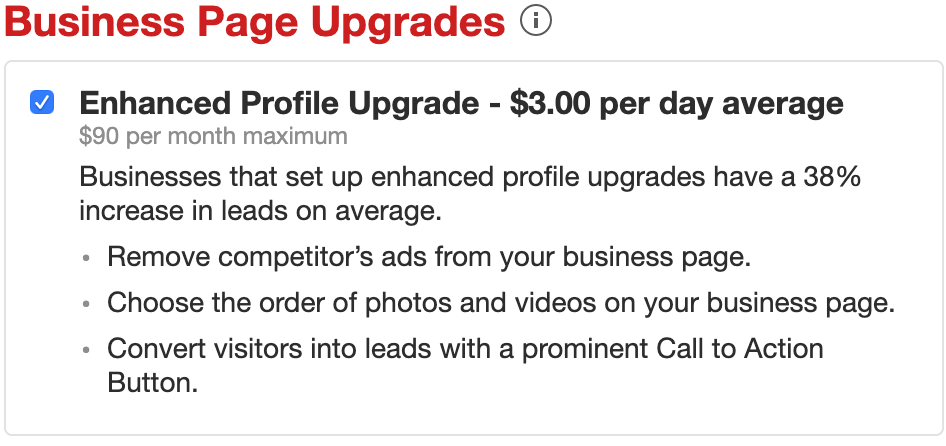 Business Page Upgrades
Enhanced Profile Upgrade - $3.00 per day average
$90 per month maximum
Businesses that set up enhanced profile upgrades have a 38%
increase in leads on average.
• Remove competitor’s ads from your business page.
• Choose the order of photos and videos on your business page.
• Convert visitors into leads with a prominent Call to Action
Button.